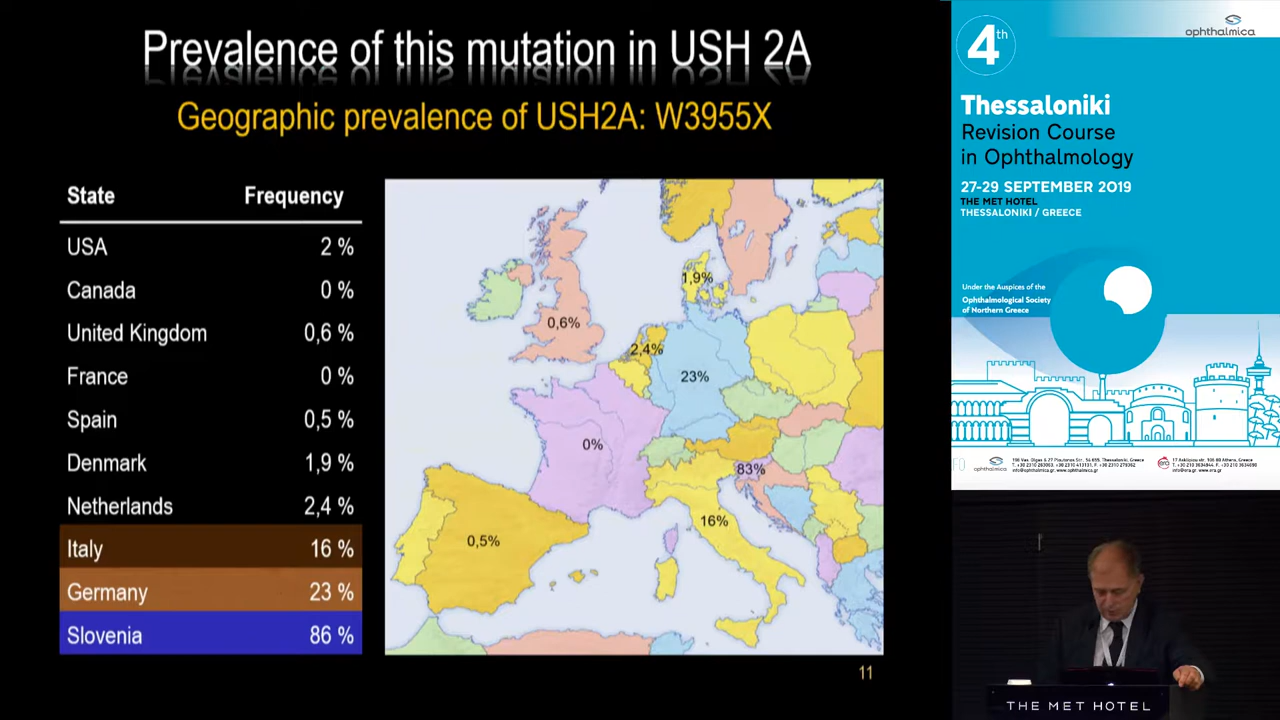 Prevalence of this mutation in USH 2A
Geographic prevalence of USH2A: W3955X
State Frequency
USA 2 %
Canada 0 %
United Kingdom 0,6 %
France 0 %
Spain 0,5 %
Denmark 1,9 %
Netherlands 2,4 %
Italy 16 %
Germany 23 %
Slovenia 86 %
1,9%
0,6%
2,4%
23%
0%
83%
16%
0,5%
11
ophthalmica
4th
Thessaloniki
Revision Course
in Ophthalmology
27-29 SEPTEMBER 2019
THE MET HOTEL
THESSALONIKI / GREECE
Under the Auspices of the
Ophthalmological Society
of Northern Greece
ophthalmica
THE MET HOTEL